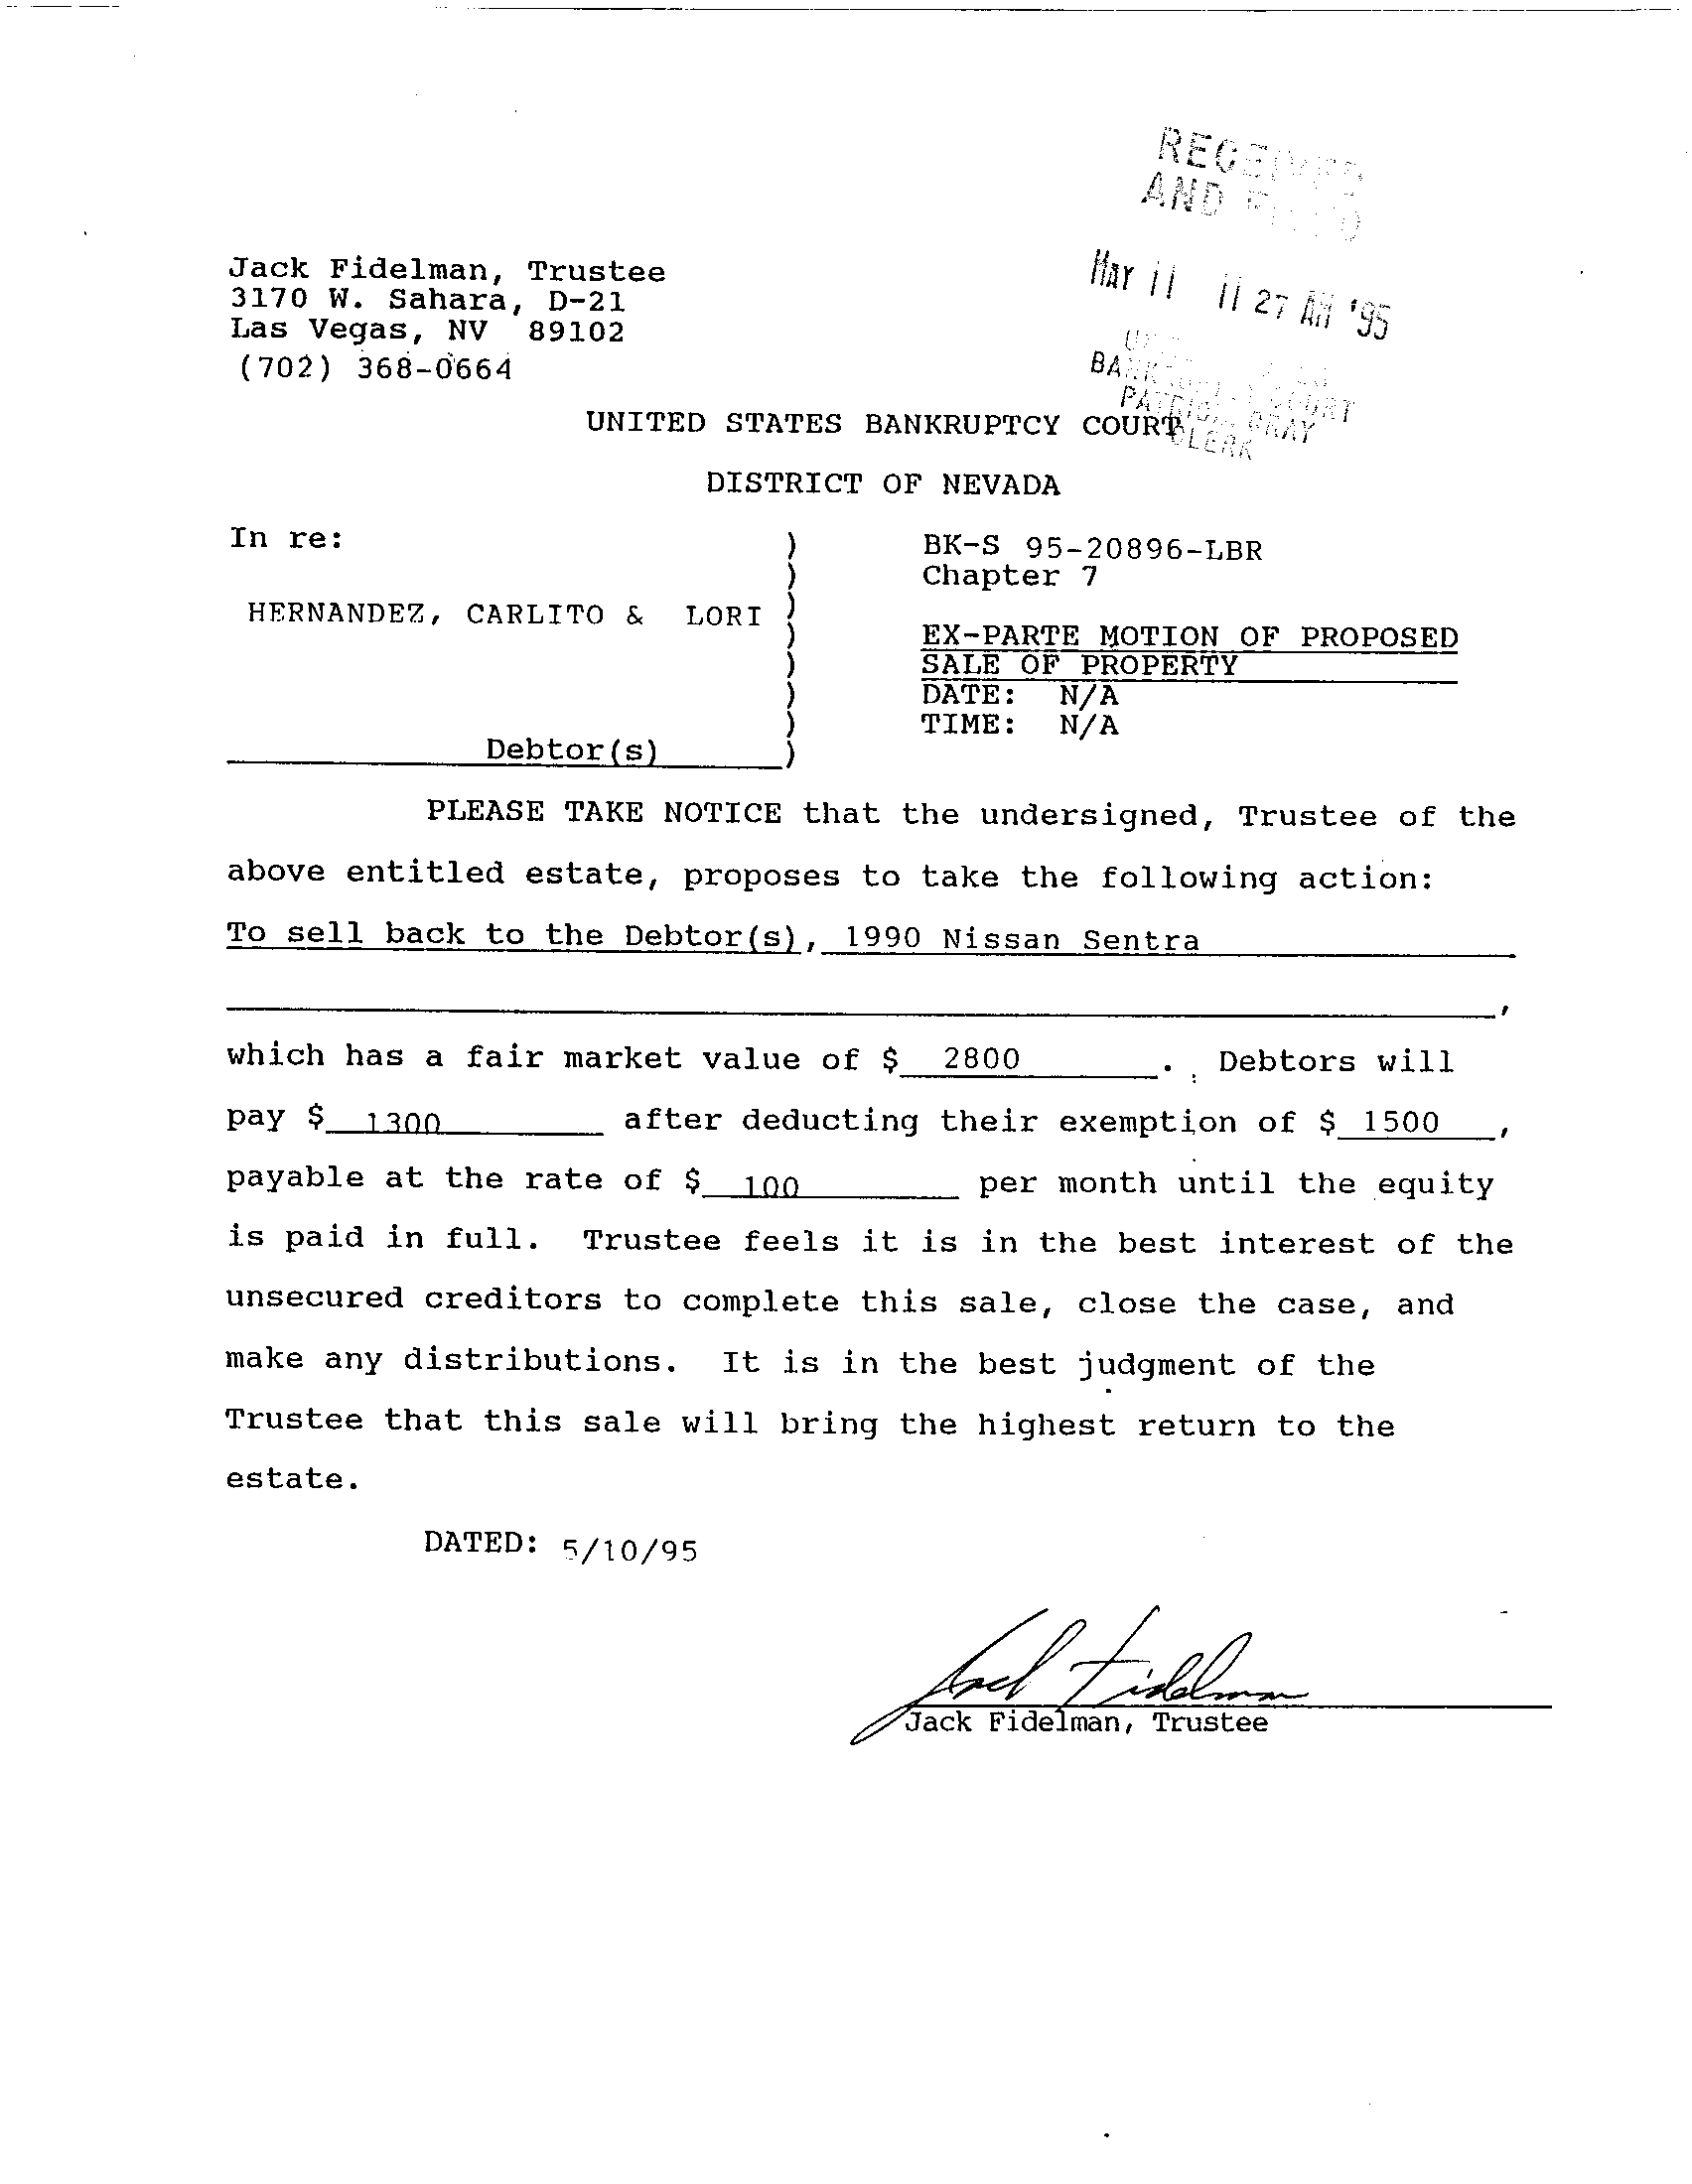 RECEIVED
AND FILED
Jack Fidelman, Trustee
3170 W. Sahara, D-21
Las Vegas, NV  89102
(702) 368-0664
MAY 11  11 27 AM '95
BANKRUPTCY COURT
PATRICIA GRAY
CLERK
UNITED STATES BANKRUPTCY COURT
DISTRICT OF NEVADA
In re: )
BK-S 95-20896-LBR
) Chapter 7
HERNANDEZ, CARLITO &  LORI )
) EX-PARTE MOTION OF PROPOSED
) SALE OF PROPERTY
) DATE:  N/A
) TIME:  N/A
Debtor(s) )
PLEASE TAKE NOTICE that the undersigned, Trustee of the
above entitled estate, proposes to take the following action:
To sell back to the Debtor(s), 1990 Nissan Sentra
,
which has a fair market value of $ 2800 . Debtors will
pay $ 1300 after deducting their exemption of $ 1500 ,
payable at the rate of $ 100 per month until the equity
is paid in full.  Trustee feels it is in the best interest of the
unsecured creditors to complete this sale, close the case, and
make any distributions.  It is in the best judgment of the
Trustee that this sale will bring the highest return to the
estate.
DATED: 5/10/95
Jack Fidelman
Jack Fidelman, Trustee